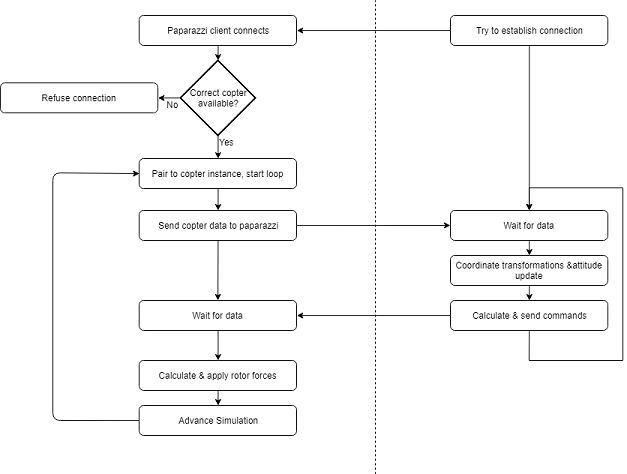 Paparazzi client connects
Try to establish connection
Correct copter
available?
Refuse connection
No
Yes
Pair to copter instance, start loop
Send copter data to paparazzi
Wait for data
Coordinate transformations &attitude
update
Wait for data
Calculate & send commands
Calculate & apply rotor forces
Advance Simulation